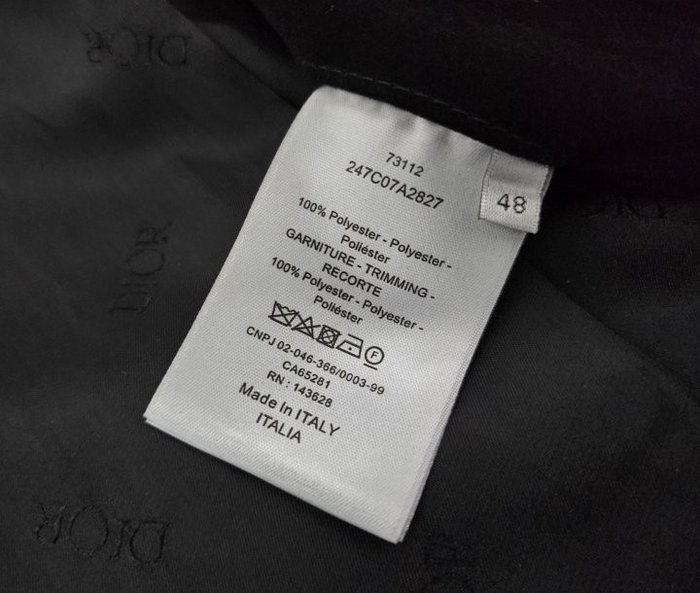 DIOR
73112
247C07A2827
48
100% Polyester - Polyester -
Poliéster
GARNITURE - TRIMMING -
RECORTE
100% Polyester - Polyester -
Poliéster
F
CNPJ 02-046-366/0003-99
CA65281
RN : 143628
Made in ITALY
ITALIA
DIOR
DIOR